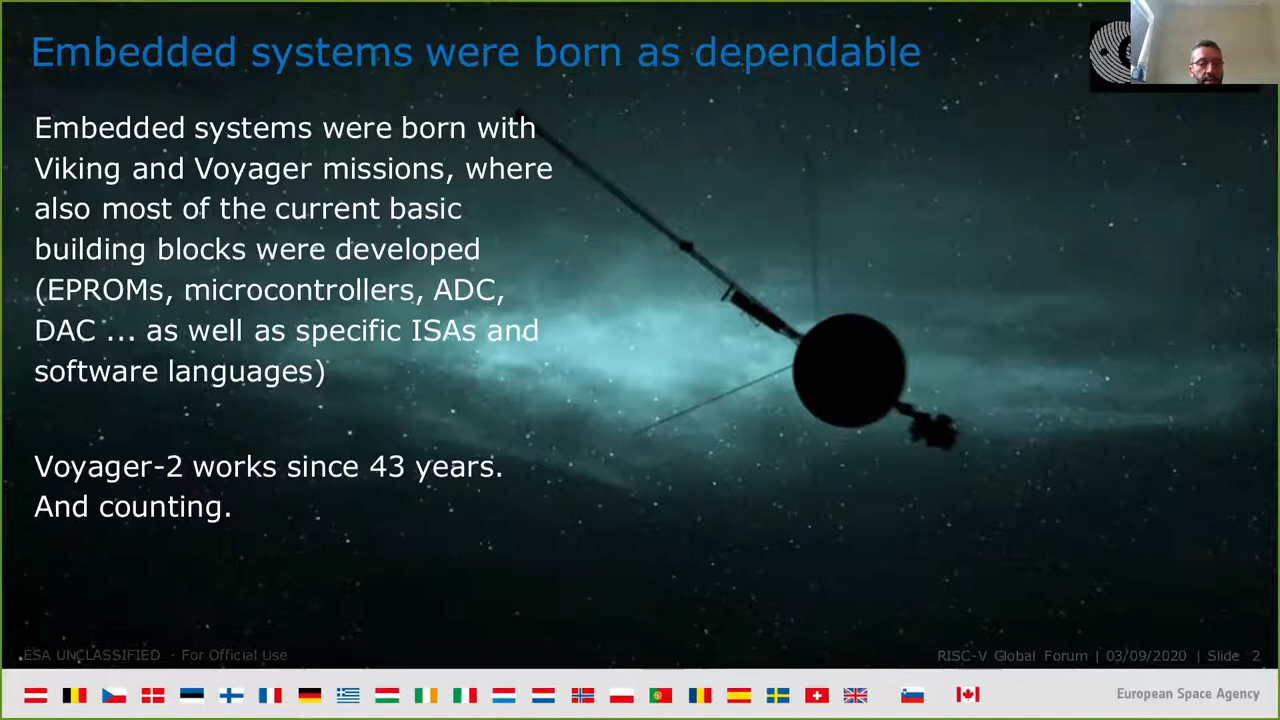 Embedded systems were born as dependable
Embedded systems were born with
Viking and Voyager missions, where
also most of the current basic
building blocks were developed
(EPROMs, microcontrollers, ADC,
DAC ... as well as specific ISAs and
software languages)
Voyager-2 works since 43 years.
And counting.
ESA UNCLASSIFIED - For Official Use
RISC-V Global Forum | 03/09/2020 | Slide 2
European Space Agency